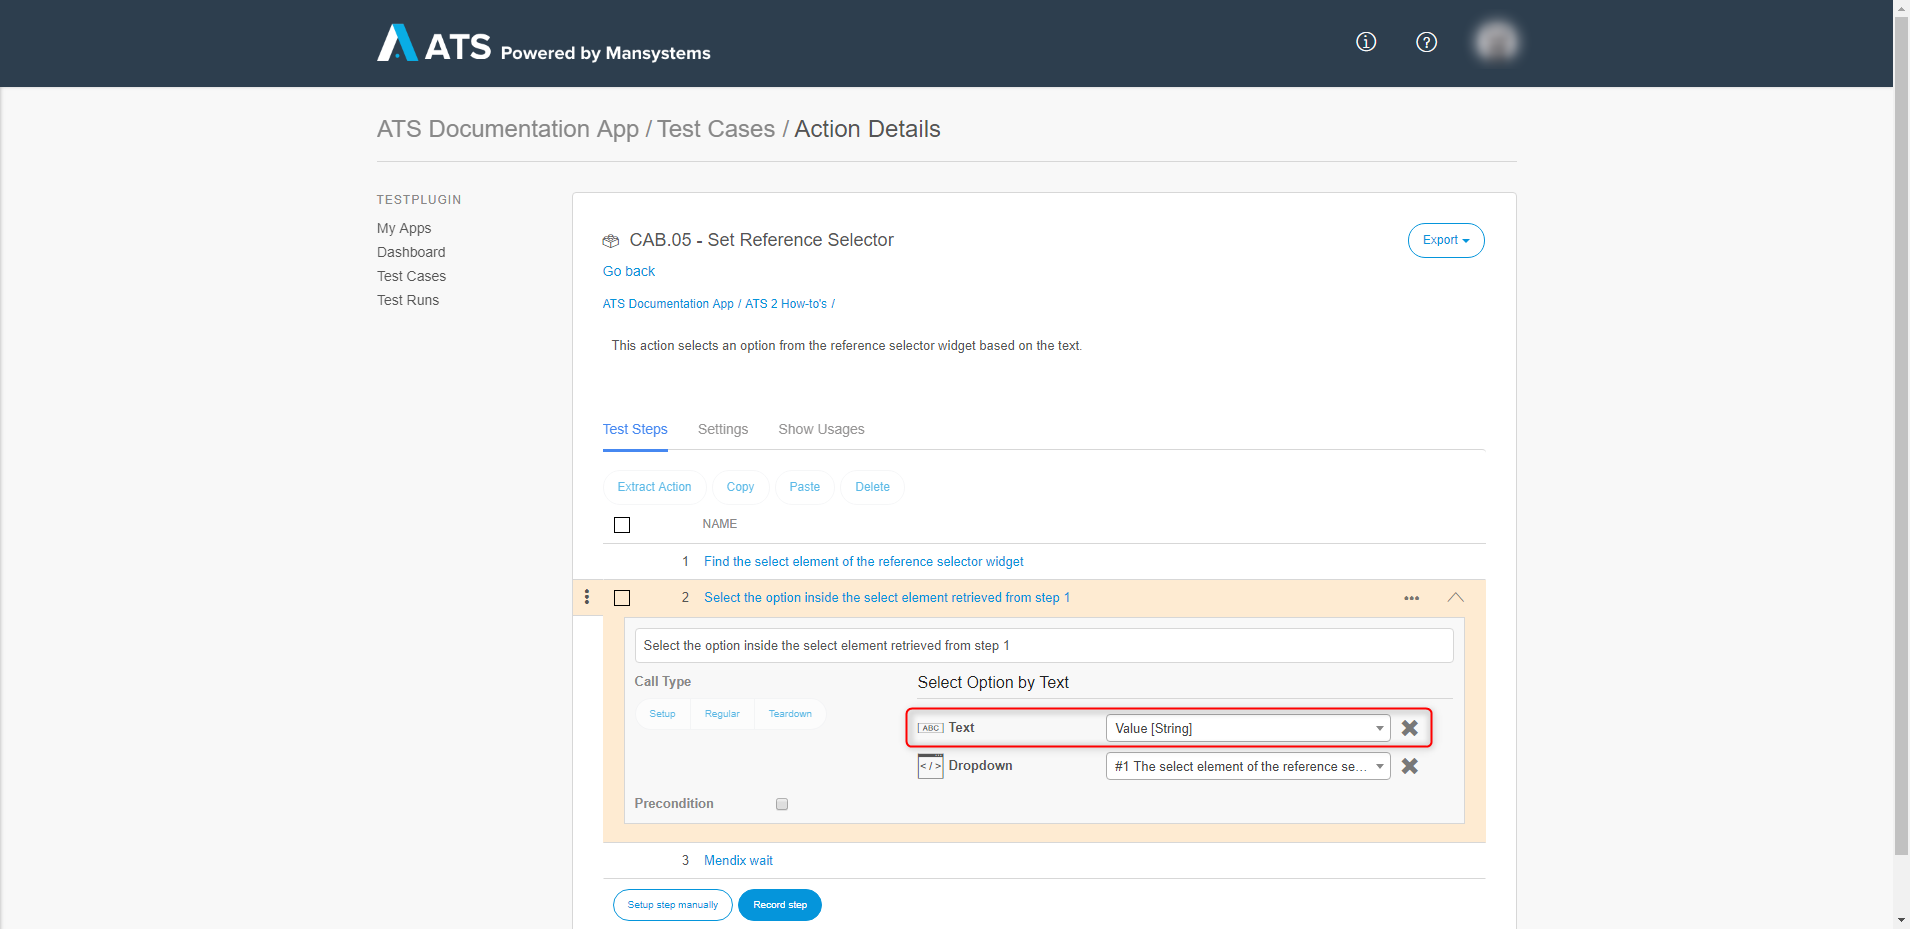 ATS Powered by Mansystems
ATS Documentation App / Test Cases / Action Details
TESTPLUGIN
My Apps
Dashboard
Test Cases
Test Runs
CAB.05 - Set Reference Selector
Export
Go back
ATS Documentation App / ATS 2 How-to's /
This action selects an option from the reference selector widget based on the text.
Test Steps Settings Show Usages
Extract Action Copy Paste Delete
NAME
1 Find the select element of the reference selector widget
2 Select the option inside the select element retrieved from step 1
Select the option inside the select element retrieved from step 1
Call Type
Select Option by Text
Setup Regular Teardown
ABC Text Value [String]
</> Dropdown #1 The select element of the reference se...
Precondition
3 Mendix wait
Setup step manually Record step